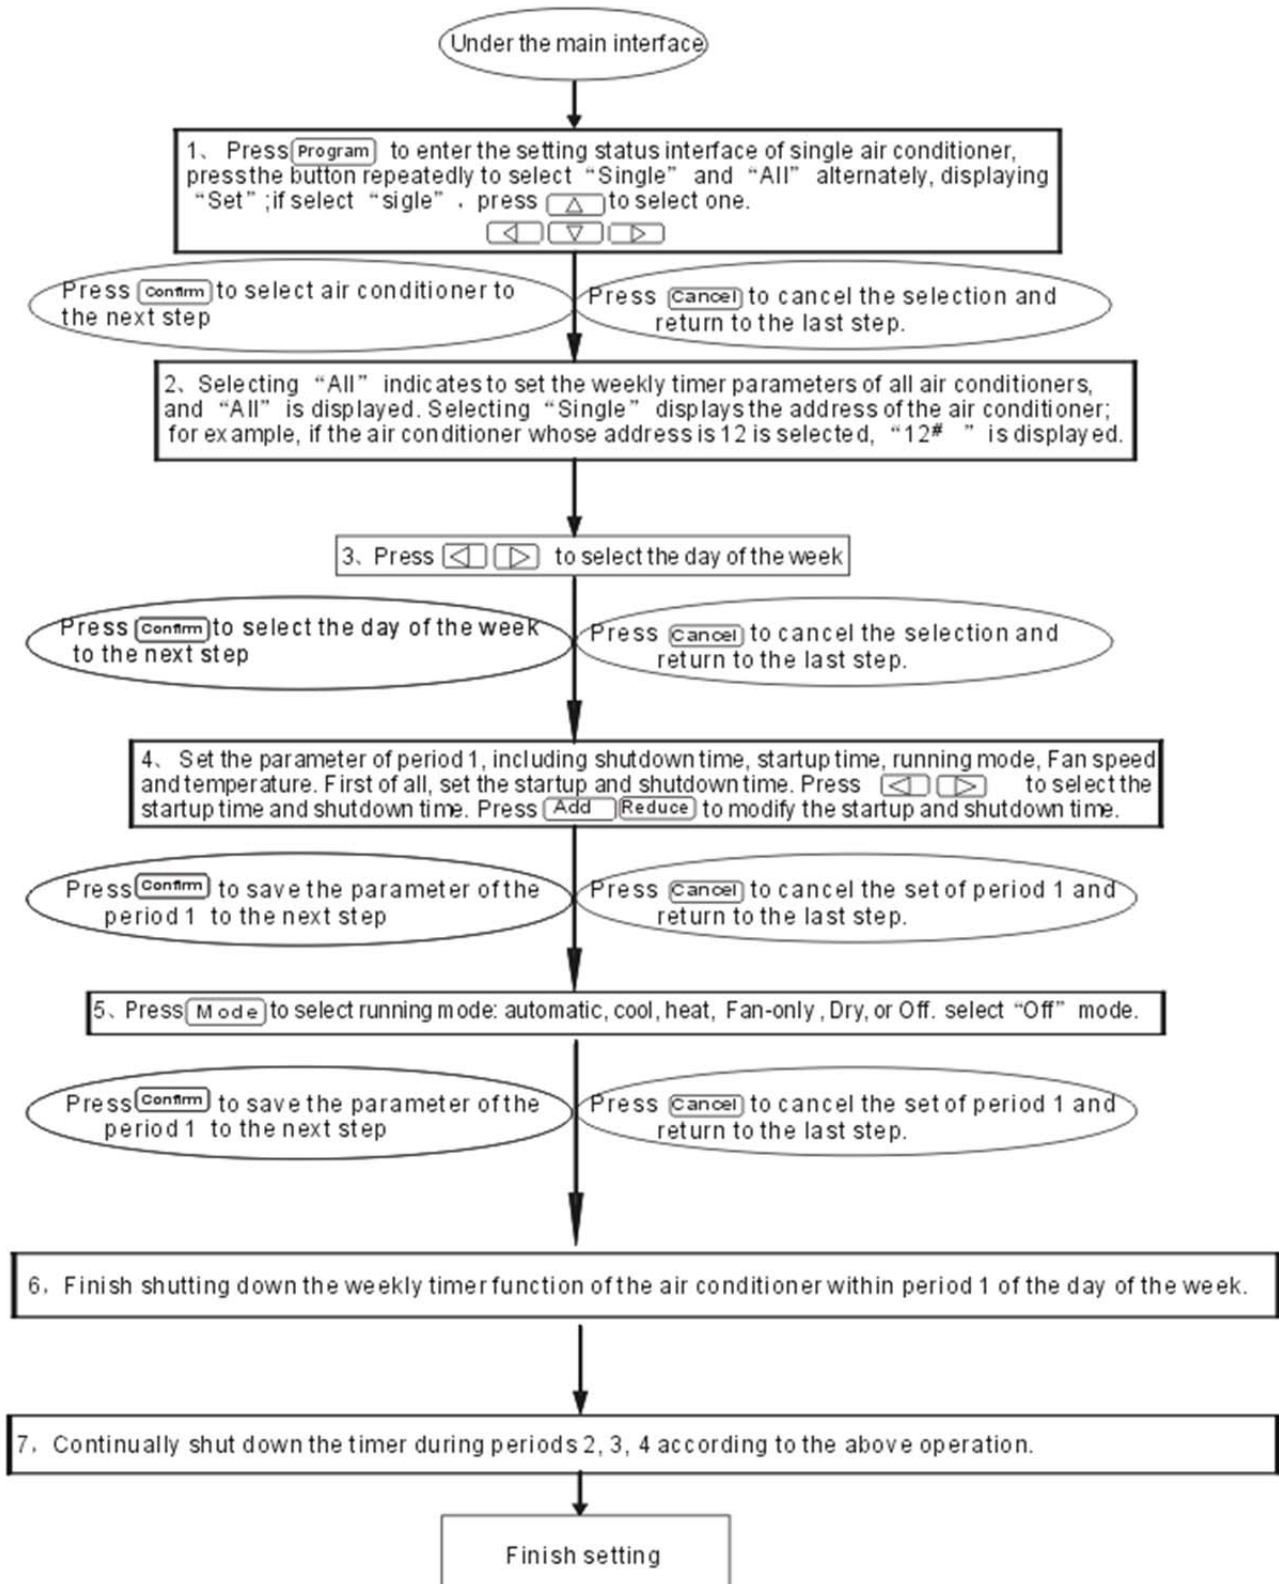 Under the main interface
1、 Press Program to enter the setting status interface of single air conditioner,
press the button repeatedly to select “Single” and “All” alternately, displaying
“Set” ;if select “sigle” , press △ to select one.
◁ ▽ ▷
Press Confirm to select air conditioner to
the next step
Press Cancel to cancel the selection and
return to the last step.
2、Selecting “All” indicates to set the weekly timer parameters of all air conditioners,
and “All” is displayed. Selecting “Single” displays the address of the air conditioner;
for example, if the air conditioner whose address is 12 is selected, “12# ” is displayed.
3、Press ◁ ▷ to select the day of the week
Press Confirm to select the day of the week
to the next step
Press Cancel to cancel the selection and
return to the last step.
4、 Set the parameter of period 1, including shutdown time, startup time, running mode, Fan speed
and temperature. First of all, set the startup and shutdown time. Press ◁ ▷ to select the
startup time and shutdown time. Press Add Reduce to modify the startup and shutdown time.
Press Confirm to save the parameter of the
period 1 to the next step
Press Cancel to cancel the set of period 1 and
return to the last step.
5、Press Mode to select running mode: automatic, cool, heat, Fan-only , Dry, or Off. select “Off” mode.
Press Confirm to save the parameter of the
period 1 to the next step
Press Cancel to cancel the set of period 1 and
return to the last step.
6、Finish shutting down the weekly timer function of the air conditioner within period 1 of the day of the week.
7、Continually shut down the timer during periods 2, 3, 4 according to the above operation.
Finish setting